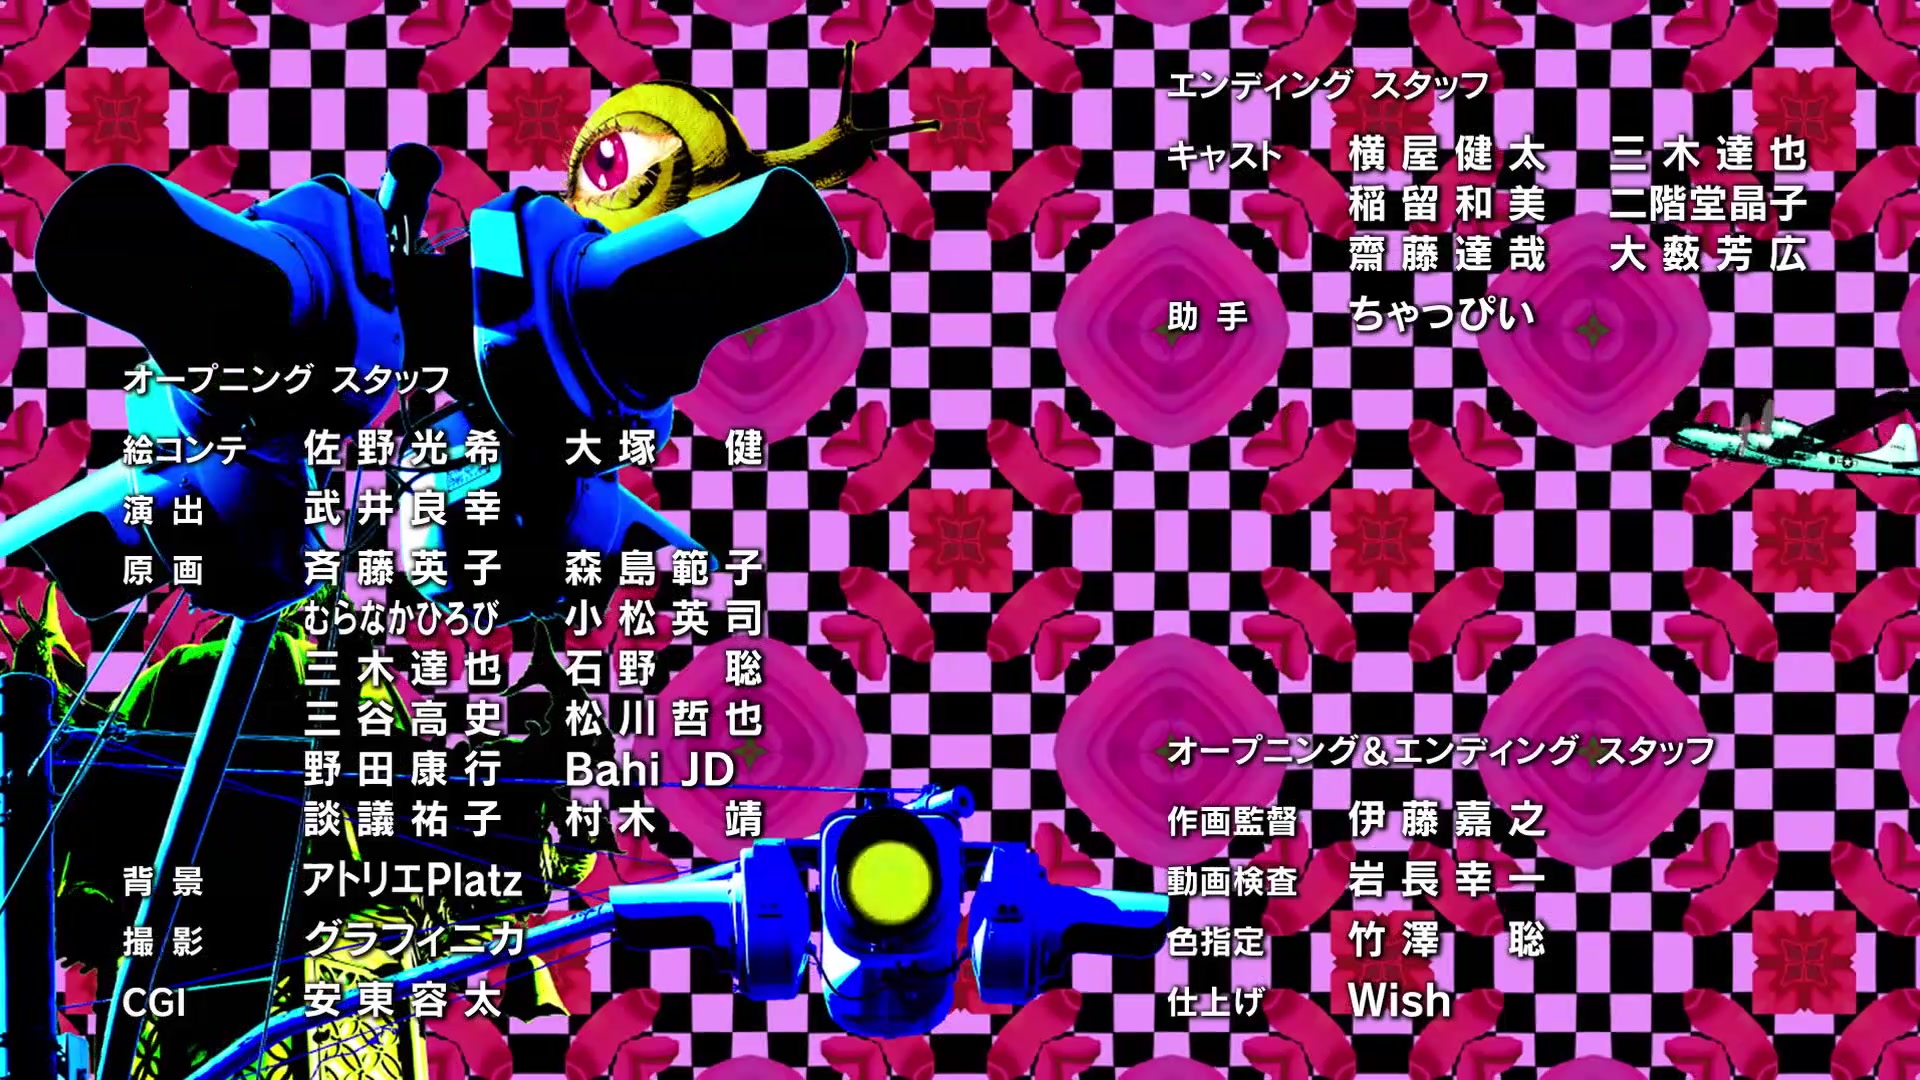 オープニング スタッフ
絵コンテ 佐野光希 大塚 健
演出 武井良幸
原画 斉藤英子 森島範子
むらなかひろび 小松英司
三木達也 石野 聡
三谷高史 松川哲也
野田康行 Bahi JD
談議祐子 村木 靖
背景 アトリエPlatz
撮影 グラフィニカ
CGI 安東容太
エンディング スタッフ
キャスト 横屋健太 三木達也
稲留和美 二階堂晶子
齋藤達哉 大藪芳広
助手 ちゃっぴい
オープニング&エンディング スタッフ
作画監督 伊藤嘉之
動画検査 岩長幸一
色指定 竹澤 聡
仕上げ Wish